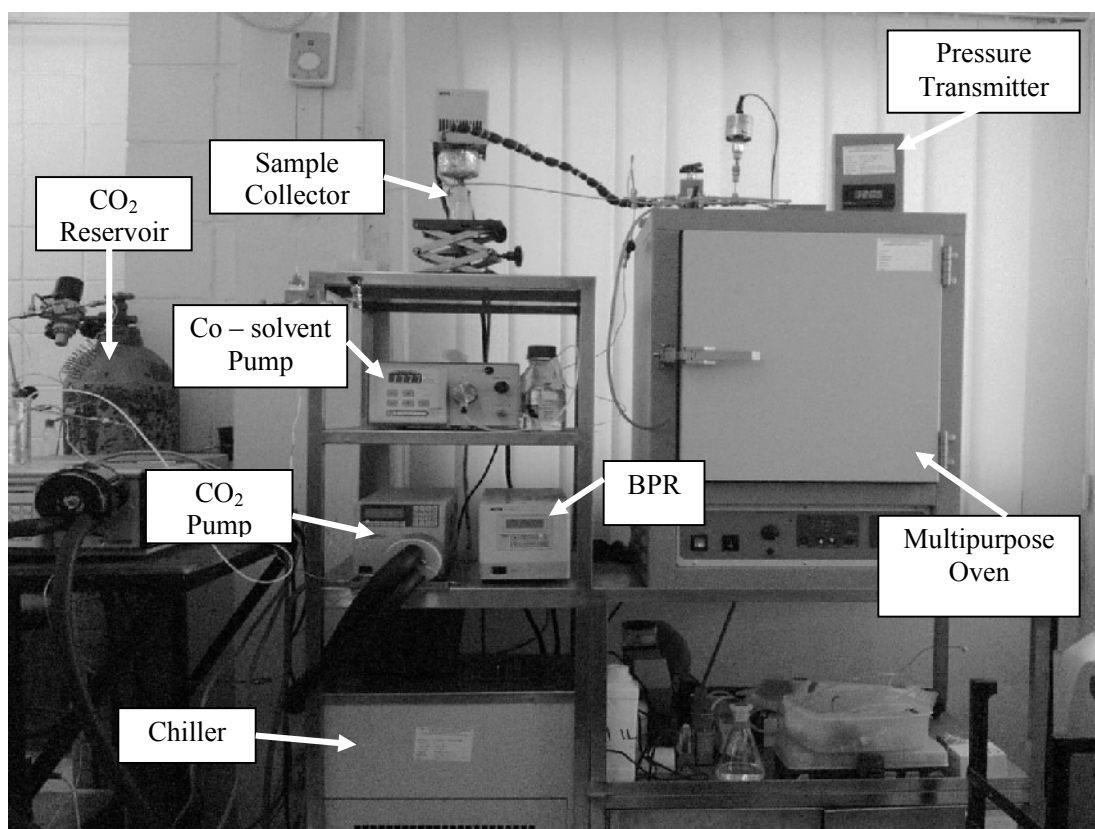 Pressure
Transmitter
Sample
Collector
CO₂
Reservoir
Co – solvent
Pump
CO₂
Pump
BPR
Multipurpose
Oven
Chiller